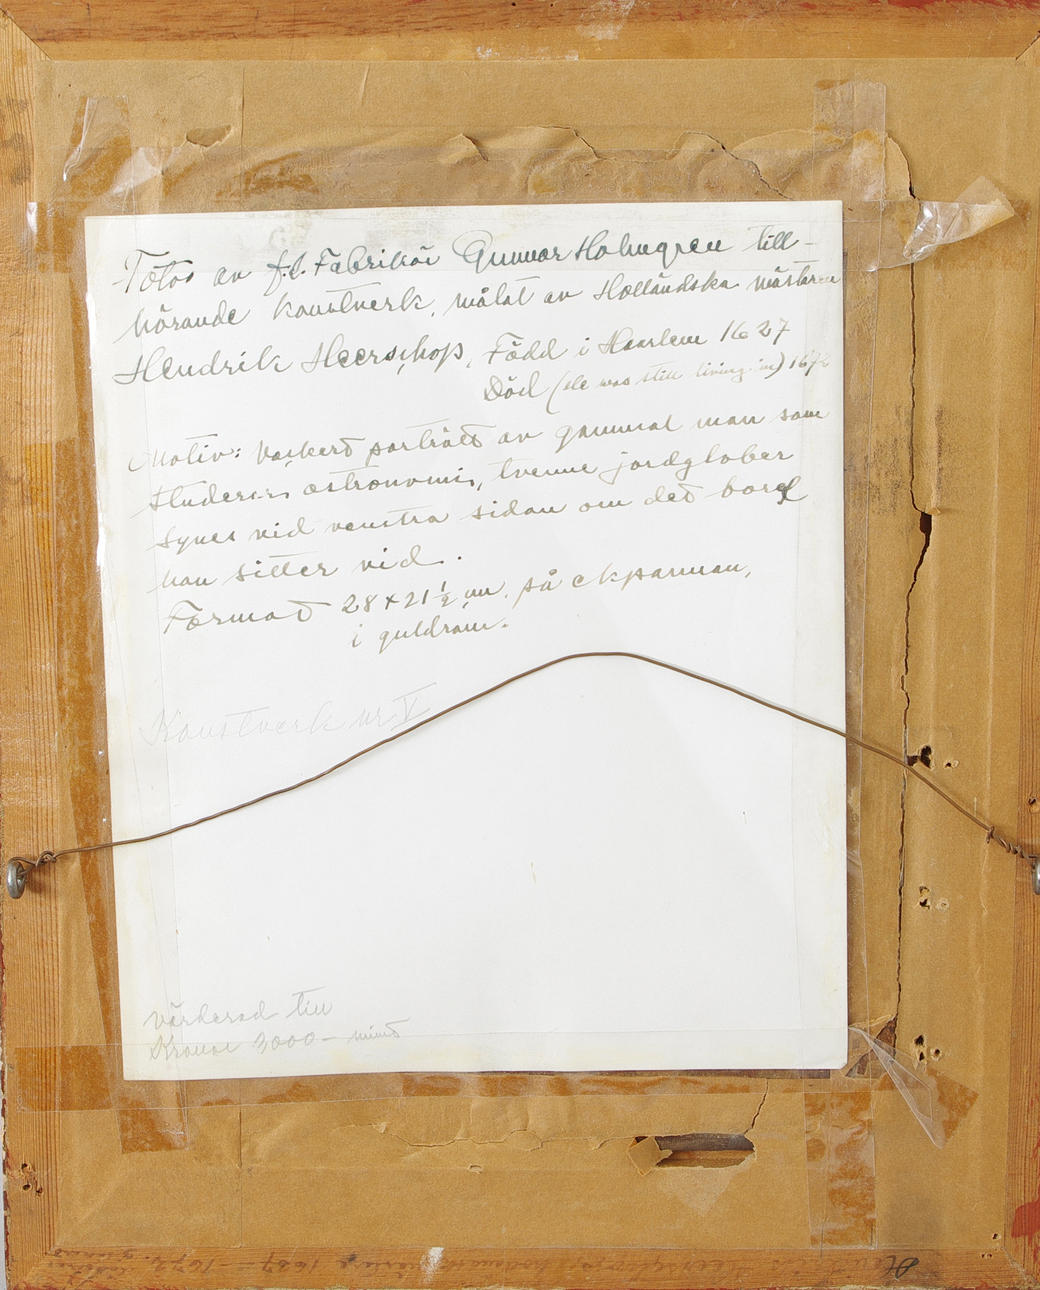 Fotos av f.d. Fabrikör Gunnar Holmgren till-
hörande konstverk, målat av Holländska mästaren
Hendrik Heerschop, Född i Haarlem 1627
Död (He was still living in) 1672
Motiv: Vackert porträtt av gammal man som
studerar astronomi, tvenne jordglober
synes vid venstra sidan om det bord
han sitter vid.
Format 28 x 21½ cm. på ekpannan,
i guldram.
Konstverk nr. V
Värderad till
Kronor 3000 - minst